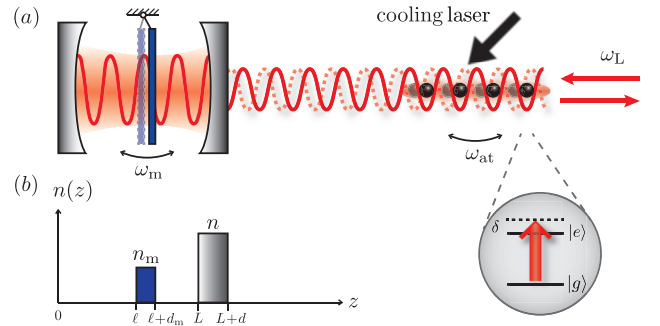 (a)
cooling laser
ω_L
ω_m
ω_at
(b)
n(z)
n
n_m
δ
|e⟩
|g⟩
z
0
ℓ
ℓ+d_m
L
L+d